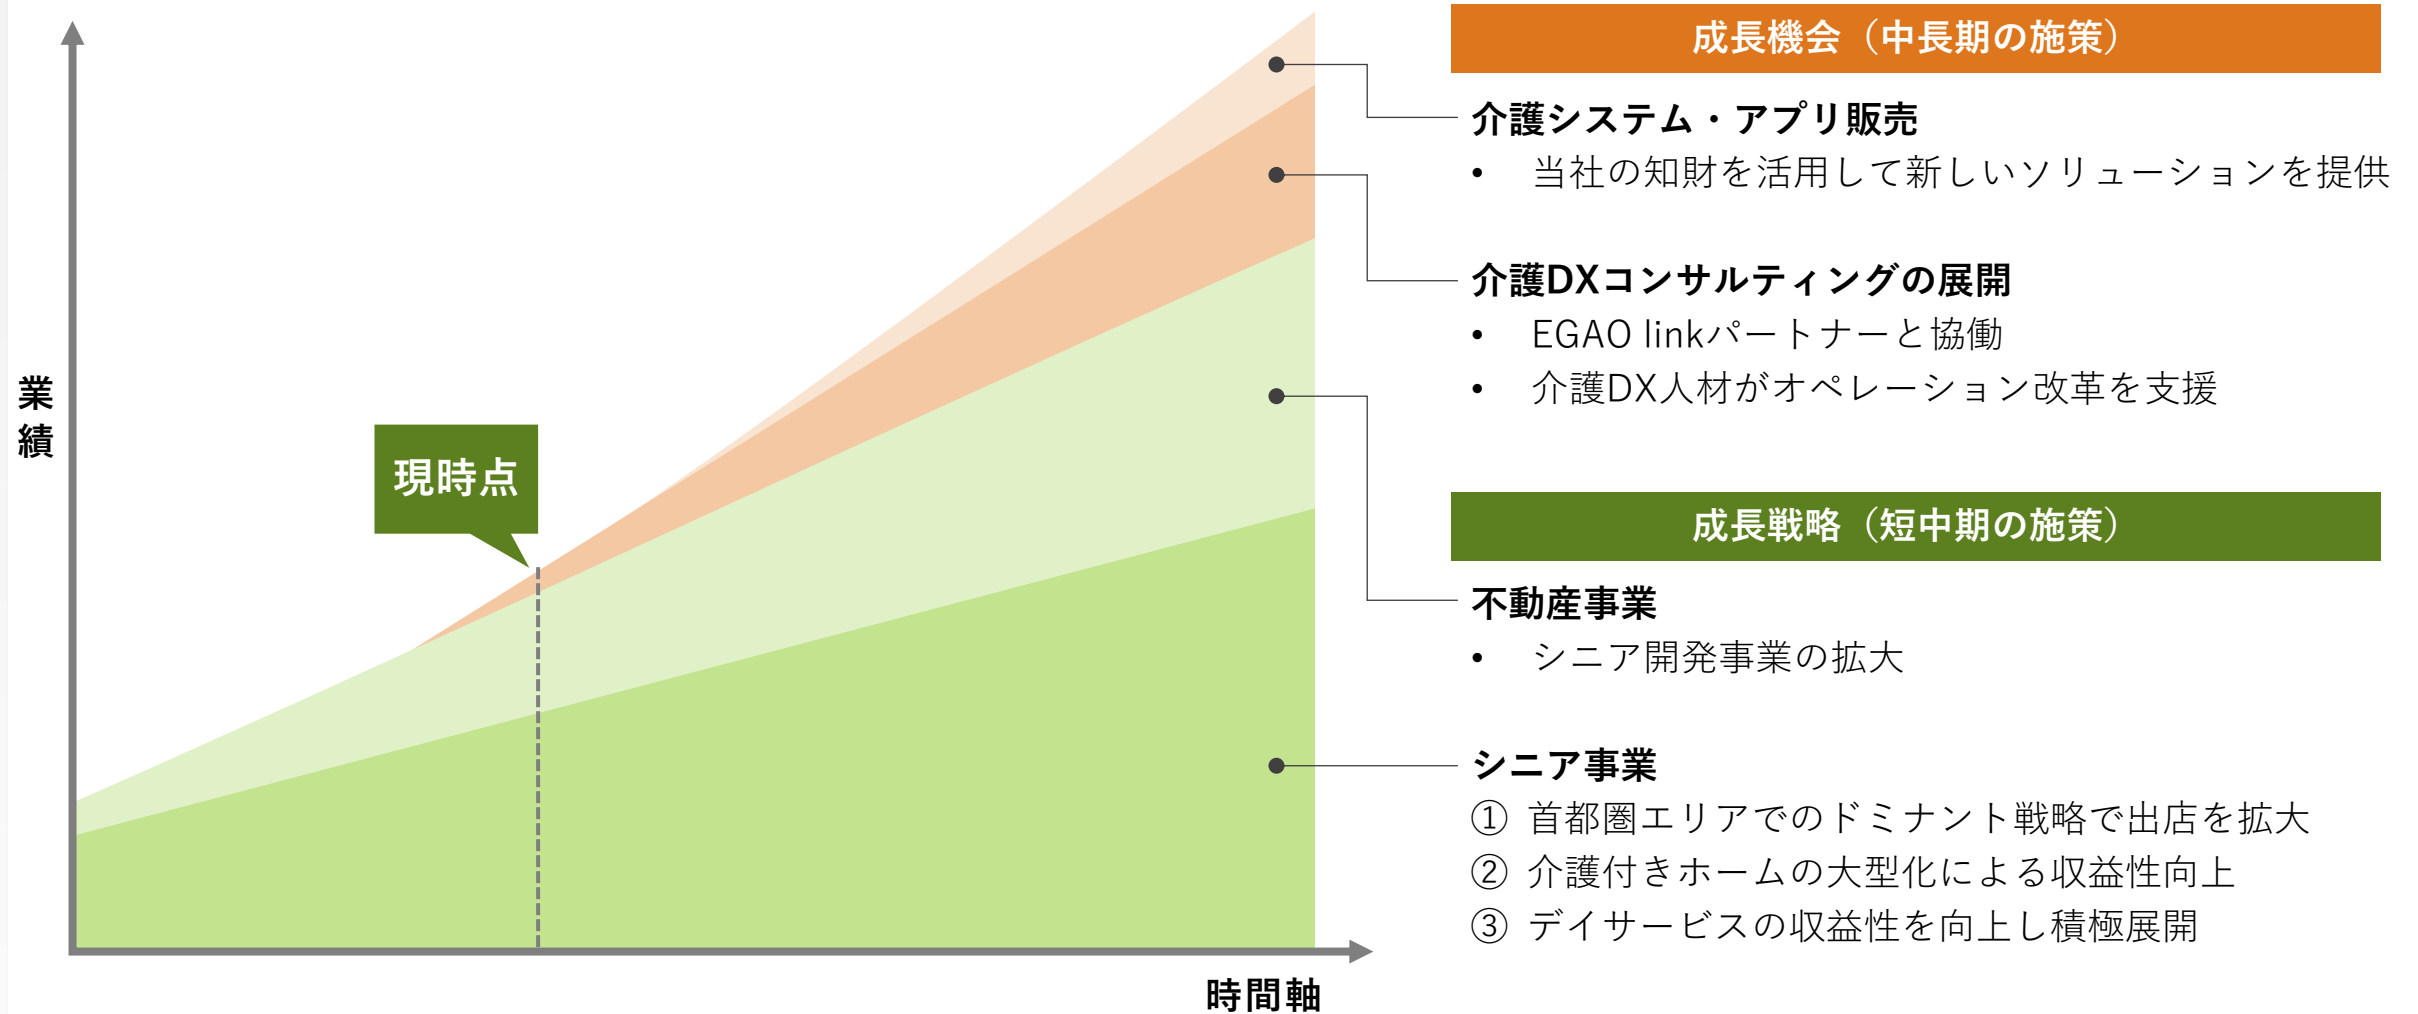 業
績
現時点
時間軸
成長機会（中長期の施策）
介護システム・アプリ販売
• 当社の知財を活用して新しいソリューションを提供
介護DXコンサルティングの展開
• EGAO linkパートナーと協働
• 介護DX人材がオペレーション改革を支援
成長戦略（短中期の施策）
不動産事業
• シニア開発事業の拡大
シニア事業
① 首都圏エリアでのドミナント戦略で出店を拡大
② 介護付きホームの大型化による収益性向上
③ デイサービスの収益性を向上し積極展開